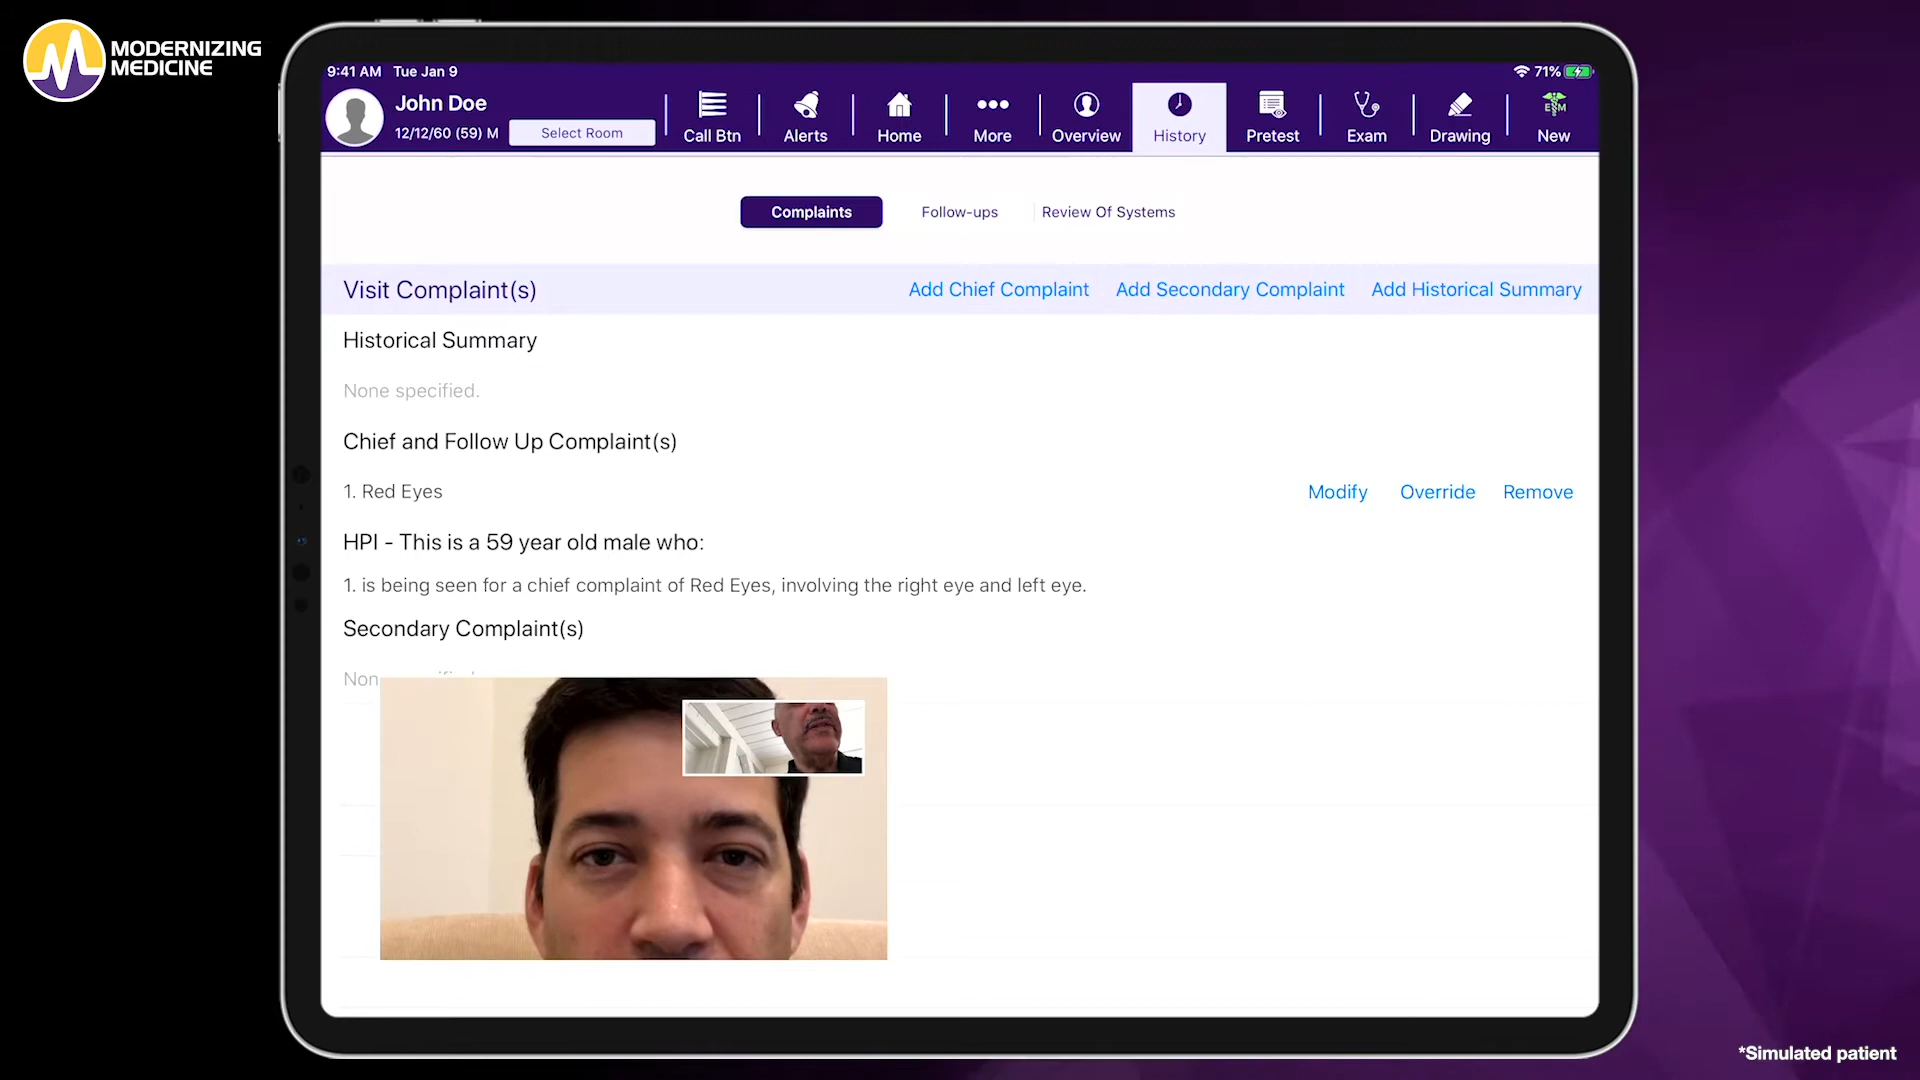 MODERNIZING
MEDICINE
9:41 AM Tue Jan 9
71%
John Doe
12/12/60 (59) M
Select Room
Call Btn
Alerts
Home
More
Overview
History
Pretest
Exam
Drawing
New
Complaints
Follow-ups
Review Of Systems
Visit Complaint(s)
Add Chief Complaint
Add Secondary Complaint
Add Historical Summary
Historical Summary
None specified.
Chief and Follow Up Complaint(s)
1. Red Eyes
Modify
Override
Remove
HPI - This is a 59 year old male who:
1. is being seen for a chief complaint of Red Eyes, involving the right eye and left eye.
Secondary Complaint(s)
*Simulated patient